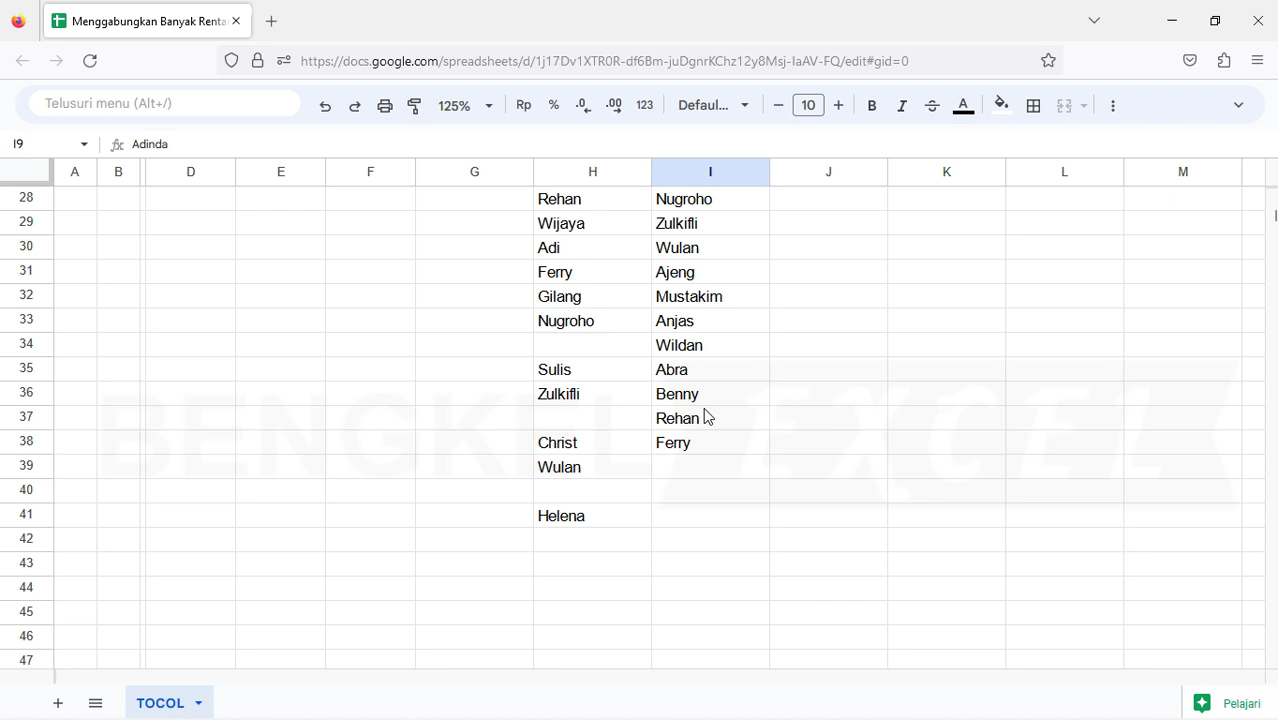 Menggabungkan Banyak Renta
https://docs.google.com/spreadsheets/d/1j17Dv1XTR0R-df6Bm-juDgnrKChz12y8Msj-IaAV-FQ/edit#gid=0
Telusuri menu (Alt+/)
125%
Rp
%
.0
.00
123
Defaul...
10
B
I
S
A
I9
fx
Adinda
A B D E F G H I J K L M
28 Rehan Nugroho
29 Wijaya Zulkifli
30 Adi Wulan
31 Ferry Ajeng
32 Gilang Mustakim
33 Nugroho Anjas
34 Wildan
35 Sulis Abra
36 Zulkifli Benny
37 Rehan
38 Christ Ferry
39 Wulan
40
41 Helena
42
43
44
45
46
47
BENGKEL EXCEL
TOCOL
Pelajari